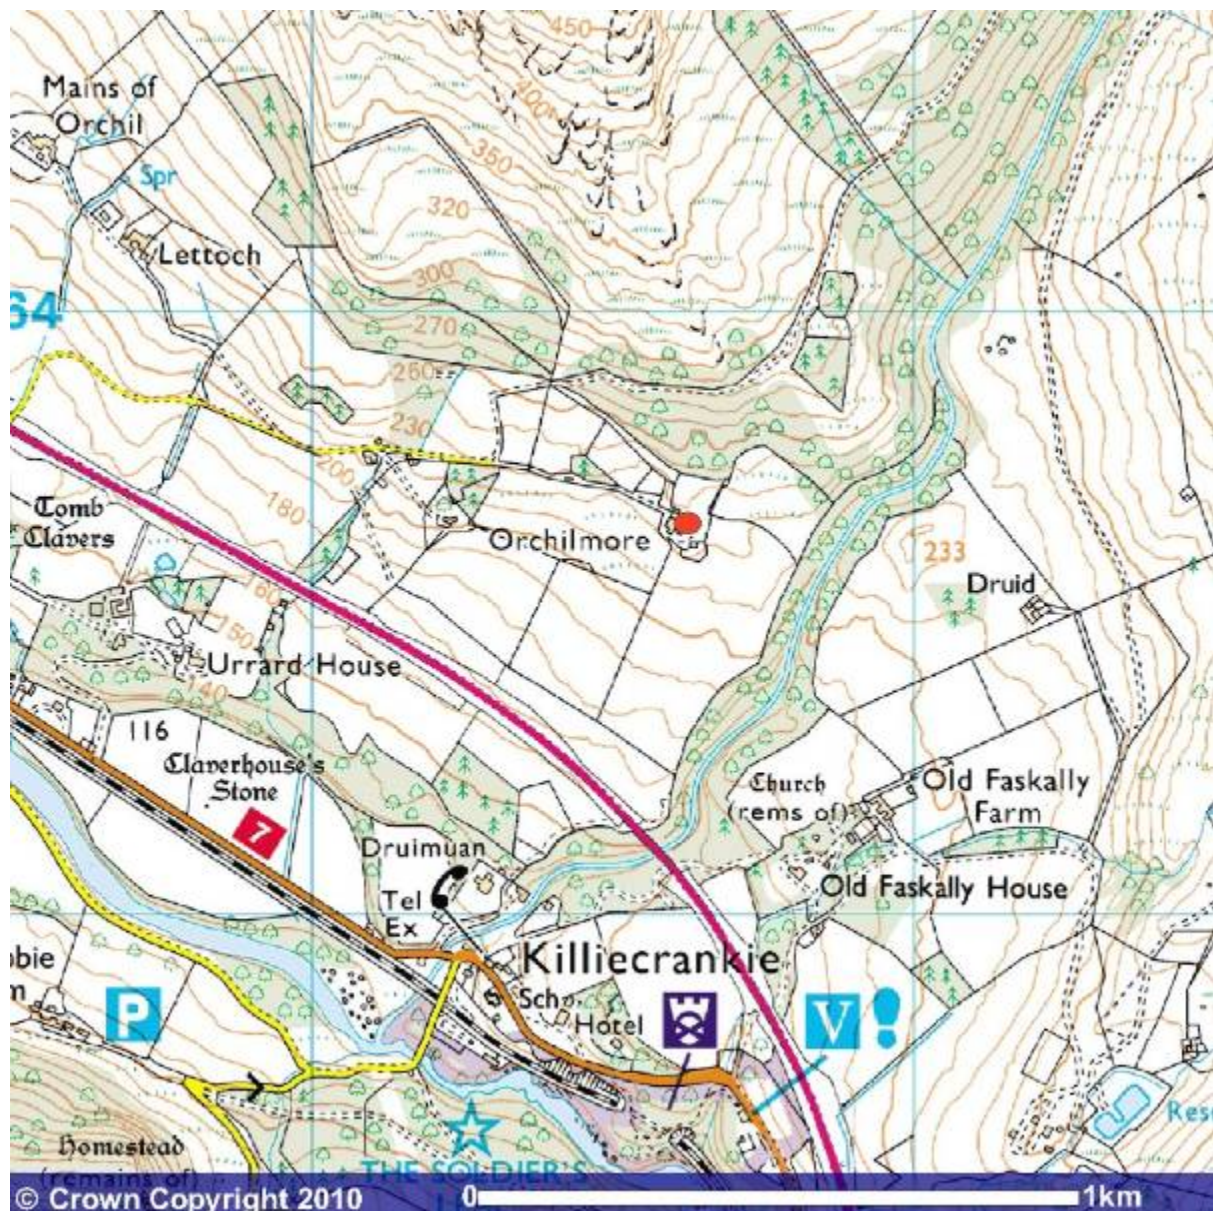 450
Mains of
Orchil
400
350
Spr
320
Lettoch
300
64
270
250
230
200
180
Tomb
Clavers
Orchilmore
233
160
Druid
150
Urrard House
140
116
Claverhouse's
Stone
Church
(rems of)
Old Faskally
Farm
7
Druimuan
Tel
Ex
Old Faskally House
Killiecrankie
Sch
Hotel
P
V
Homestead
(remains of)
THE SOLDIER'S
© Crown Copyright 2010
0
1km